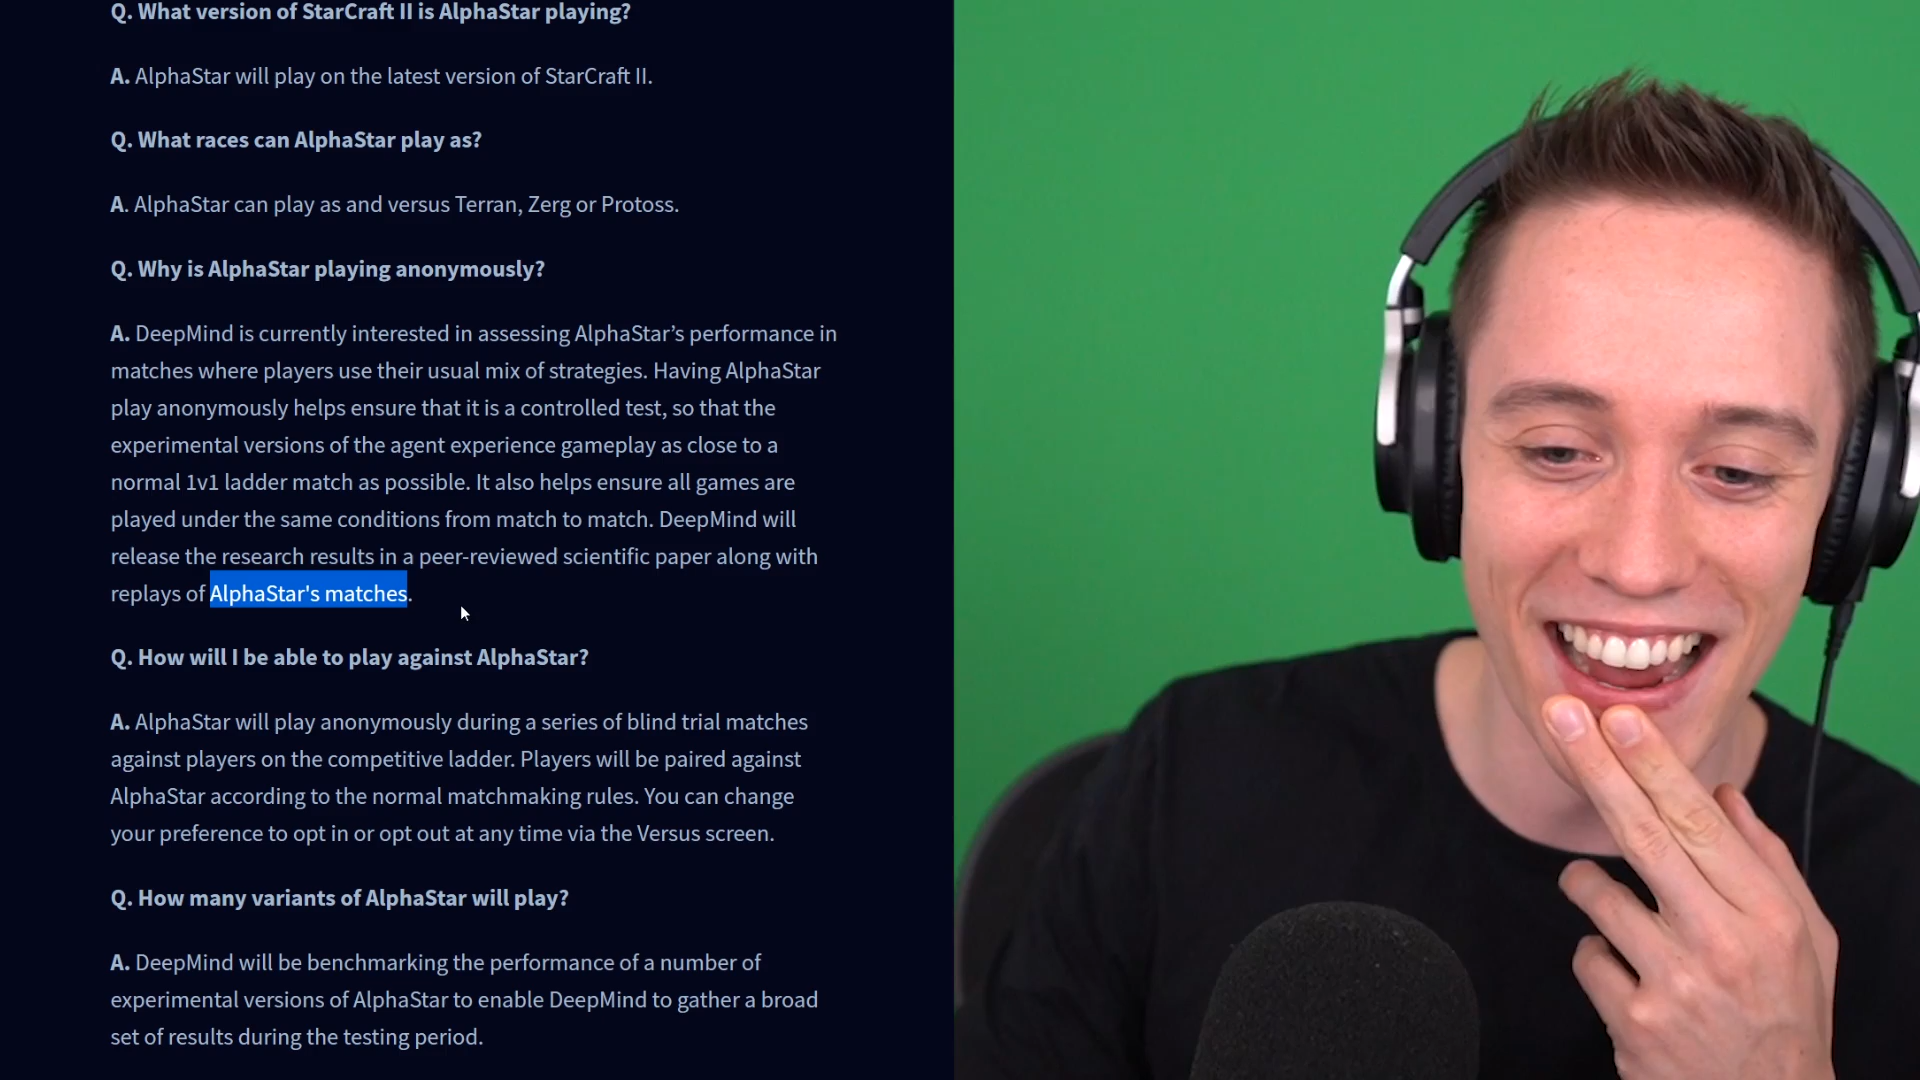 Q. What version of StarCraft II is AlphaStar playing?
A. AlphaStar will play on the latest version of StarCraft II.
Q. What races can AlphaStar play as?
A. AlphaStar can play as and versus Terran, Zerg or Protoss.
Q. Why is AlphaStar playing anonymously?
A. DeepMind is currently interested in assessing AlphaStar’s performance in
matches where players use their usual mix of strategies. Having AlphaStar
play anonymously helps ensure that it is a controlled test, so that the
experimental versions of the agent experience gameplay as close to a
normal 1v1 ladder match as possible. It also helps ensure all games are
played under the same conditions from match to match. DeepMind will
release the research results in a peer-reviewed scientific paper along with
replays of AlphaStar's matches.
Q. How will I be able to play against AlphaStar?
A. AlphaStar will play anonymously during a series of blind trial matches
against players on the competitive ladder. Players will be paired against
AlphaStar according to the normal matchmaking rules. You can change
your preference to opt in or opt out at any time via the Versus screen.
Q. How many variants of AlphaStar will play?
A. DeepMind will be benchmarking the performance of a number of
experimental versions of AlphaStar to enable DeepMind to gather a broad
set of results during the testing period.